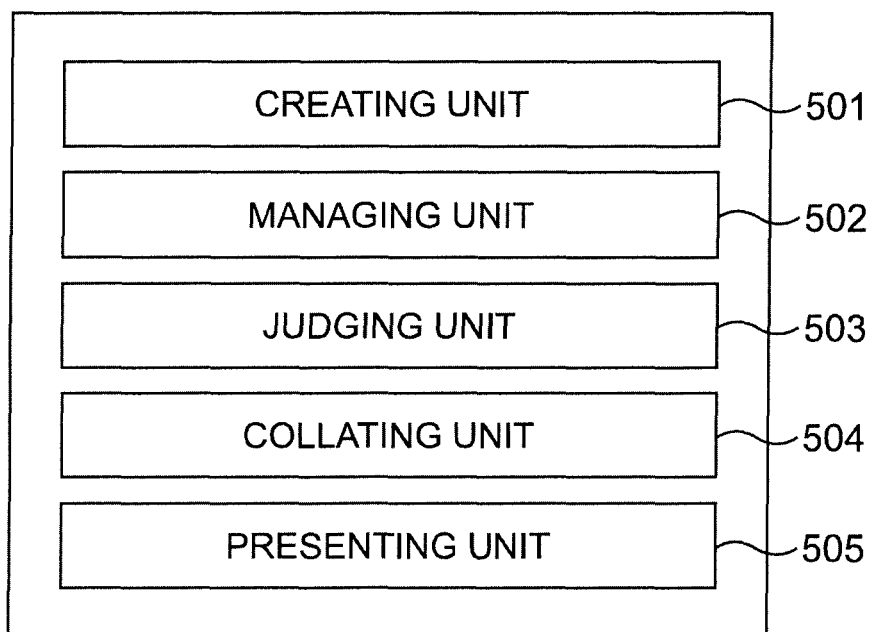 CREATING UNIT 501
MANAGING UNIT 502
JUDGING UNIT 503
COLLATING UNIT 504
PRESENTING UNIT 505